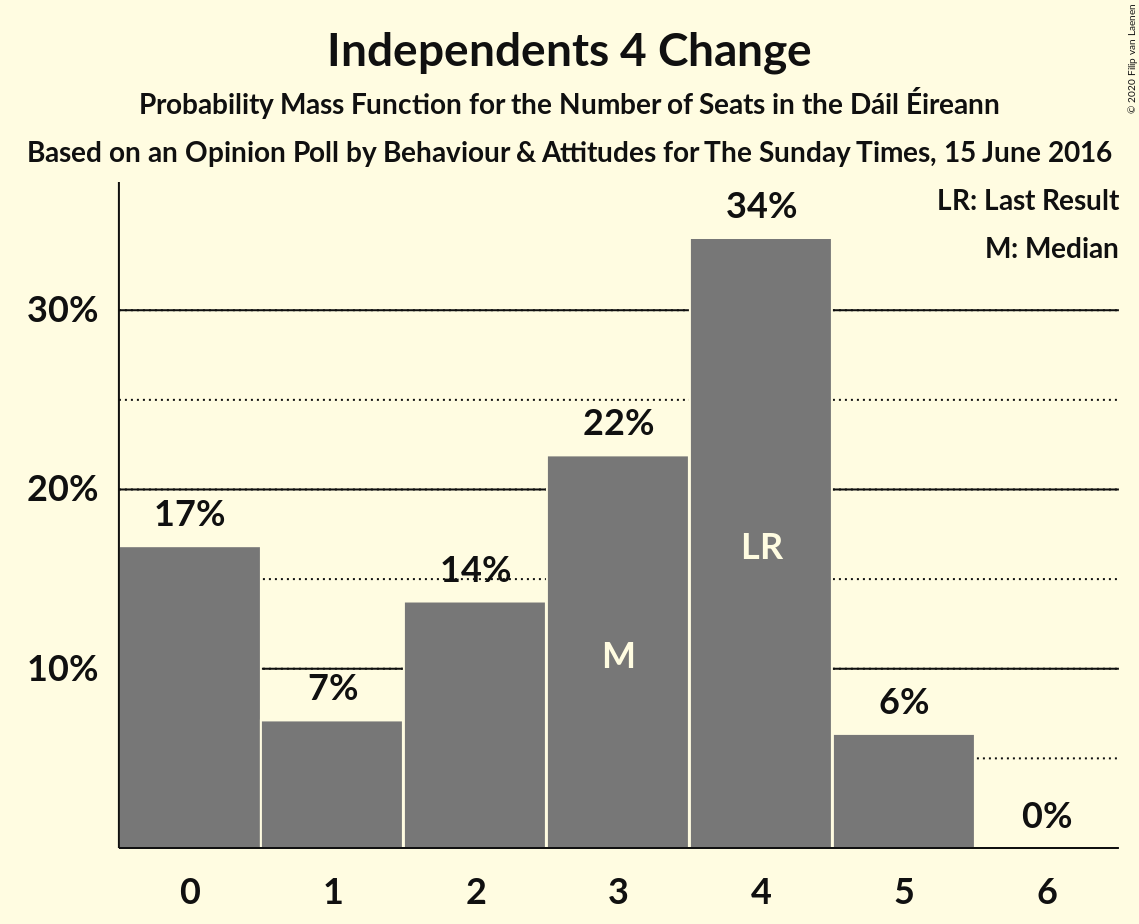 Independents 4 Change
Probability Mass Function for the Number of Seats in the Dáil Éireann
Based on an Opinion Poll by Behaviour & Attitudes for The Sunday Times, 15 June 2016
© 2020 Filip van Laenen
LR: Last Result
M: Median
30%
20%
10%
17%
7%
14%
22%
34%
6%
0%
M
LR
0 1 2 3 4 5 6